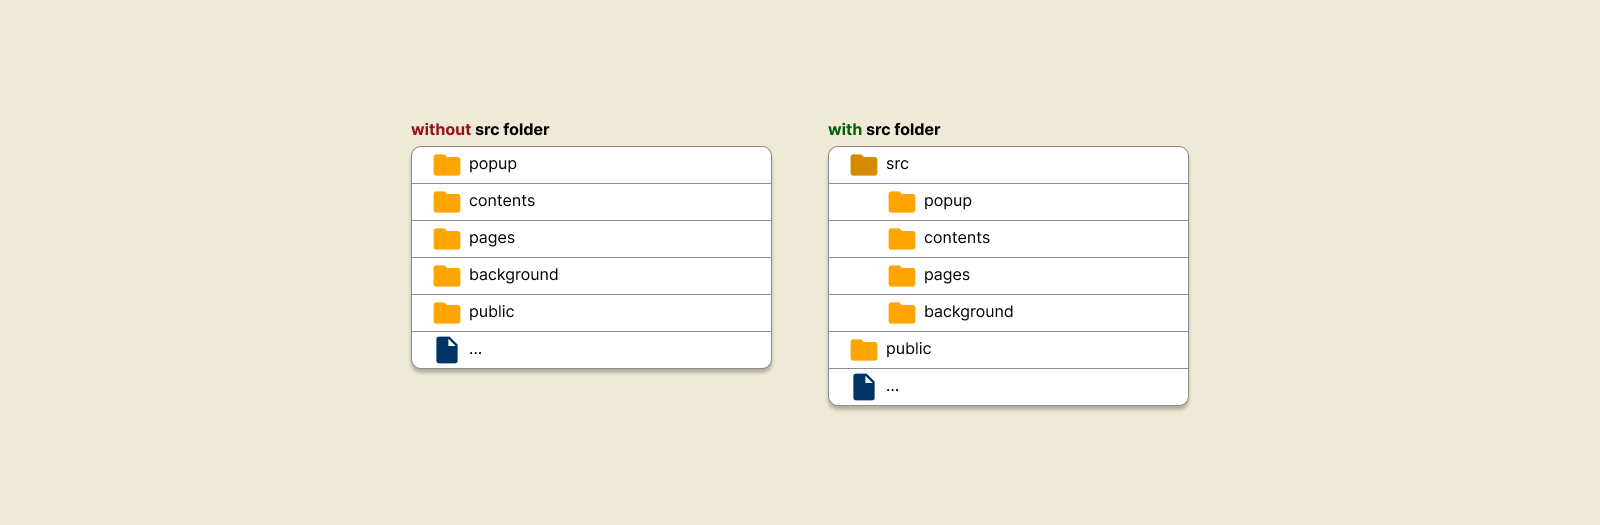 without src folder
popup
contents
pages
background
public
...
with src folder
src
popup
contents
pages
background
public
...